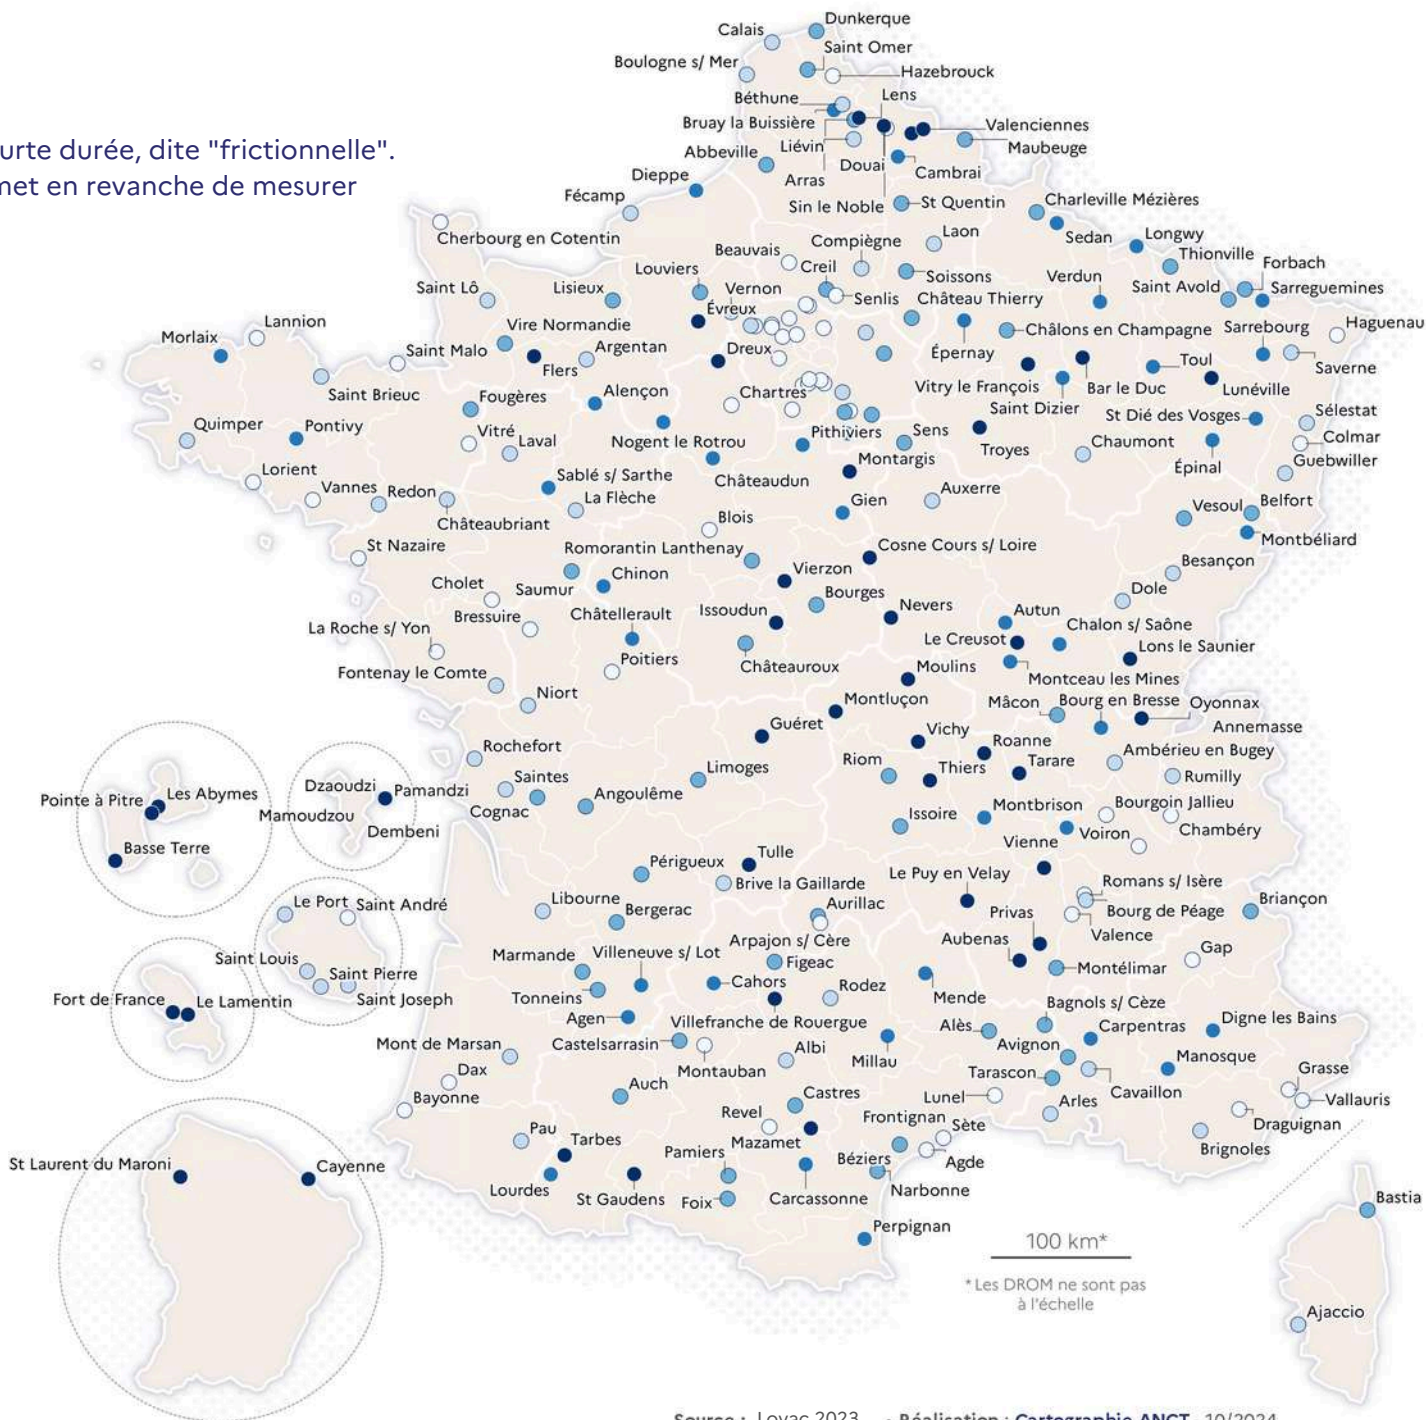 Dunkerque
Calais
Saint Omer
Boulogne s/ Mer
Hazebrouck
Lens
Béthune
Bruay la Buissière
Valenciennes
urte durée, dite "frictionnelle".
Liévin
Maubeuge
Abbeville
Douai
Cambrai
Arras
Dieppe
met en revanche de mesurer
Fécamp
Sin le Noble
St Quentin
Charleville Mézières
Cherbourg en Cotentin
Laon
Sedan
Longwy
Beauvais
Compiègne
Thionville
Louviers
Creil
Soissons
Verdun
Forbach
Saint Lô
Lisieux
Vernon
Senlis
Château Thierry
Saint Avold
Sarreguemines
Évreux
Lannion
Vire Normandie
Châlons en Champagne
Sarrebourg
Haguenau
Morlaix
Saint Malo
Argentan
Dreux
Épernay
Toul
Flers
Saverne
Saint Brieuc
Alençon
Chartres
Vitry le François
Bar le Duc
Lunéville
Fougères
Saint Dizier
St Dié des Vosges
Sélestat
Quimper
Pontivy
Vitré
Laval
Nogent le Rotrou
Pithiviers
Sens
Troyes
Chaumont
Colmar
Lorient
Montargis
Épinal
Guebwiller
Vannes
Redon
Sablé s/ Sarthe
La Flèche
Châteaudun
Auxerre
Châteaubriant
Gien
Vesoul
Belfort
Blois
Montbéliard
St Nazaire
Romorantin Lanthenay
Cosne Cours s/ Loire
Besançon
Cholet
Saumur
Chinon
Vierzon
Dole
Bressuire
Châtellerault
Issoudun
Bourges
Nevers
Autun
La Roche s/ Yon
Chalon s/ Saône
Le Creusot
Lons le Saunier
Fontenay le Comte
Poitiers
Châteauroux
Moulins
Montceau les Mines
Niort
Montluçon
Mâcon
Bourg en Bresse
Oyonnax
Guéret
Vichy
Annemasse
Rochefort
Roanne
Ambérieu en Bugey
Limoges
Riom
Thiers
Tarare
Rumilly
Saintes
Dzaoudzi
Pamandzi
Pointe à Pitre
Les Abymes
Angoulême
Cognac
Mamoudzou
Issoire
Montbrison
Bourgoin Jallieu
Dembeni
Voiron
Chambéry
Basse Terre
Vienne
Tulle
Périgueux
Le Puy en Velay
Brive la Gaillarde
Romans s/ Isère
Libourne
Aurillac
Briançon
Le Port
Saint André
Bergerac
Privas
Bourg de Péage
Valence
Arpajon s/ Cère
Aubenas
Gap
Marmande
Villeneuve s/ Lot
Saint Louis
Figeac
Montélimar
Saint Pierre
Cahors
Rodez
Mende
Fort de France
Le Lamentin
Saint Joseph
Tonneins
Bagnols s/ Cèze
Agen
Villefranche de Rouergue
Alès
Carpentras
Digne les Bains
Mont de Marsan
Castelsarrasin
Albi
Millau
Avignon
Manosque
Dax
Montauban
Tarascon
Grasse
Auch
Castres
Lunel
Arles
Cavaillon
Bayonne
Vallauris
Revel
Frontignan
Draguignan
Pau
Tarbes
Mazamet
Sète
Pamiers
Brignoles
St Laurent du Maroni
Cayenne
Béziers
Agde
Lourdes
St Gaudens
Foix
Carcassonne
Narbonne
Bastia
Perpignan
100 km*
* Les DROM ne sont pas
à l'échelle
Ajaccio
Source : Lovac 2023 • Réalisation : Cartographie ANCT 10/2024